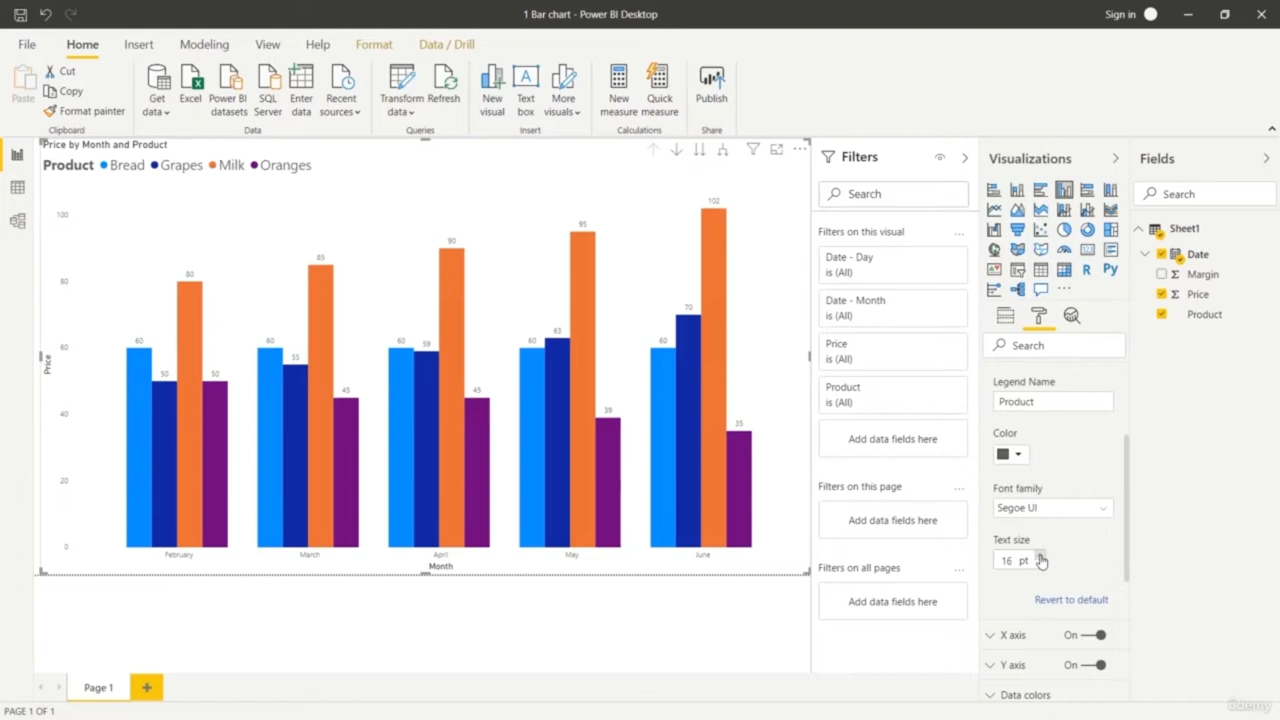 1 Bar chart - Power BI Desktop
Sign in
File Home Insert Modeling View Help Format Data / Drill
Paste
Cut
Copy
Format painter
Clipboard
Get data
Excel
Power BI datasets
SQL Server
Enter data
Recent sources
Data
Transform data
Refresh
Queries
New visual
Text box
More visuals
Insert
New measure
Quick measure
Calculations
Publish
Share
Price by Month and Product
Product Bread Grapes Milk Oranges
100
80
60
40
20
0
Price
60 50 80 50
60 55 85 45
60 59 90 45
60 63 95 39
60 70 102 35
February March April May June
Month
Filters
Search
Filters on this visual ...
Date - Day
is (All)
Date - Month
is (All)
Price
is (All)
Product
is (All)
Add data fields here
Filters on this page ...
Add data fields here
Filters on all pages ...
Add data fields here
Visualizations
R Py
Search
Legend Name
Product
Color
Font family
Segoe UI
Text size
16 pt
Revert to default
X axis On
Y axis On
Data colors
Fields
Search
Sheet1
Date
Σ Margin
Σ Price
Product
Page 1
PAGE 1 OF 1
ûdemy